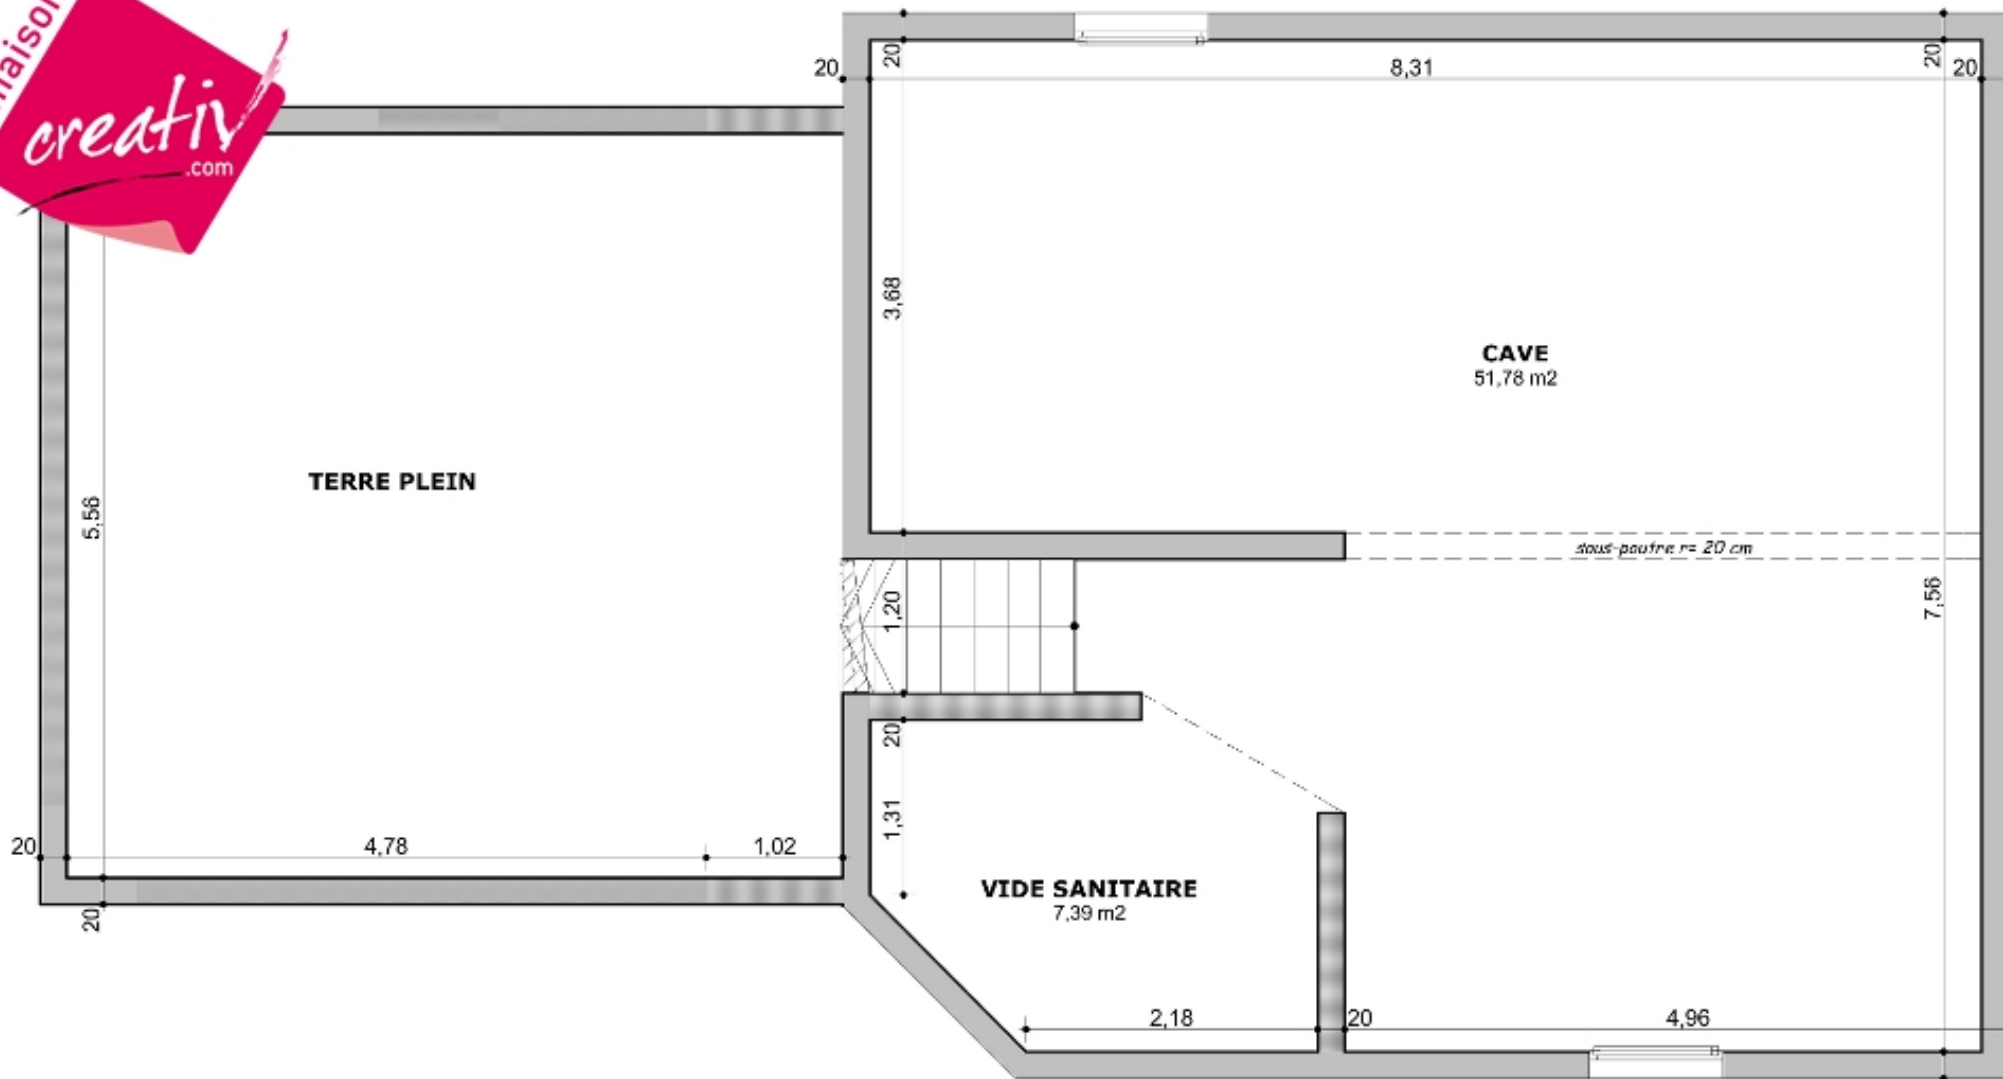 maison
creativ
.com
20
20
8,31
20
20
3,68
CAVE
51,78 m2
TERRE PLEIN
5,56
sous-poutre r= 20 cm
7,56
1,20
20
1,31
20
4,78
1,02
VIDE SANITAIRE
7,39 m2
20
2,18
20
4,96